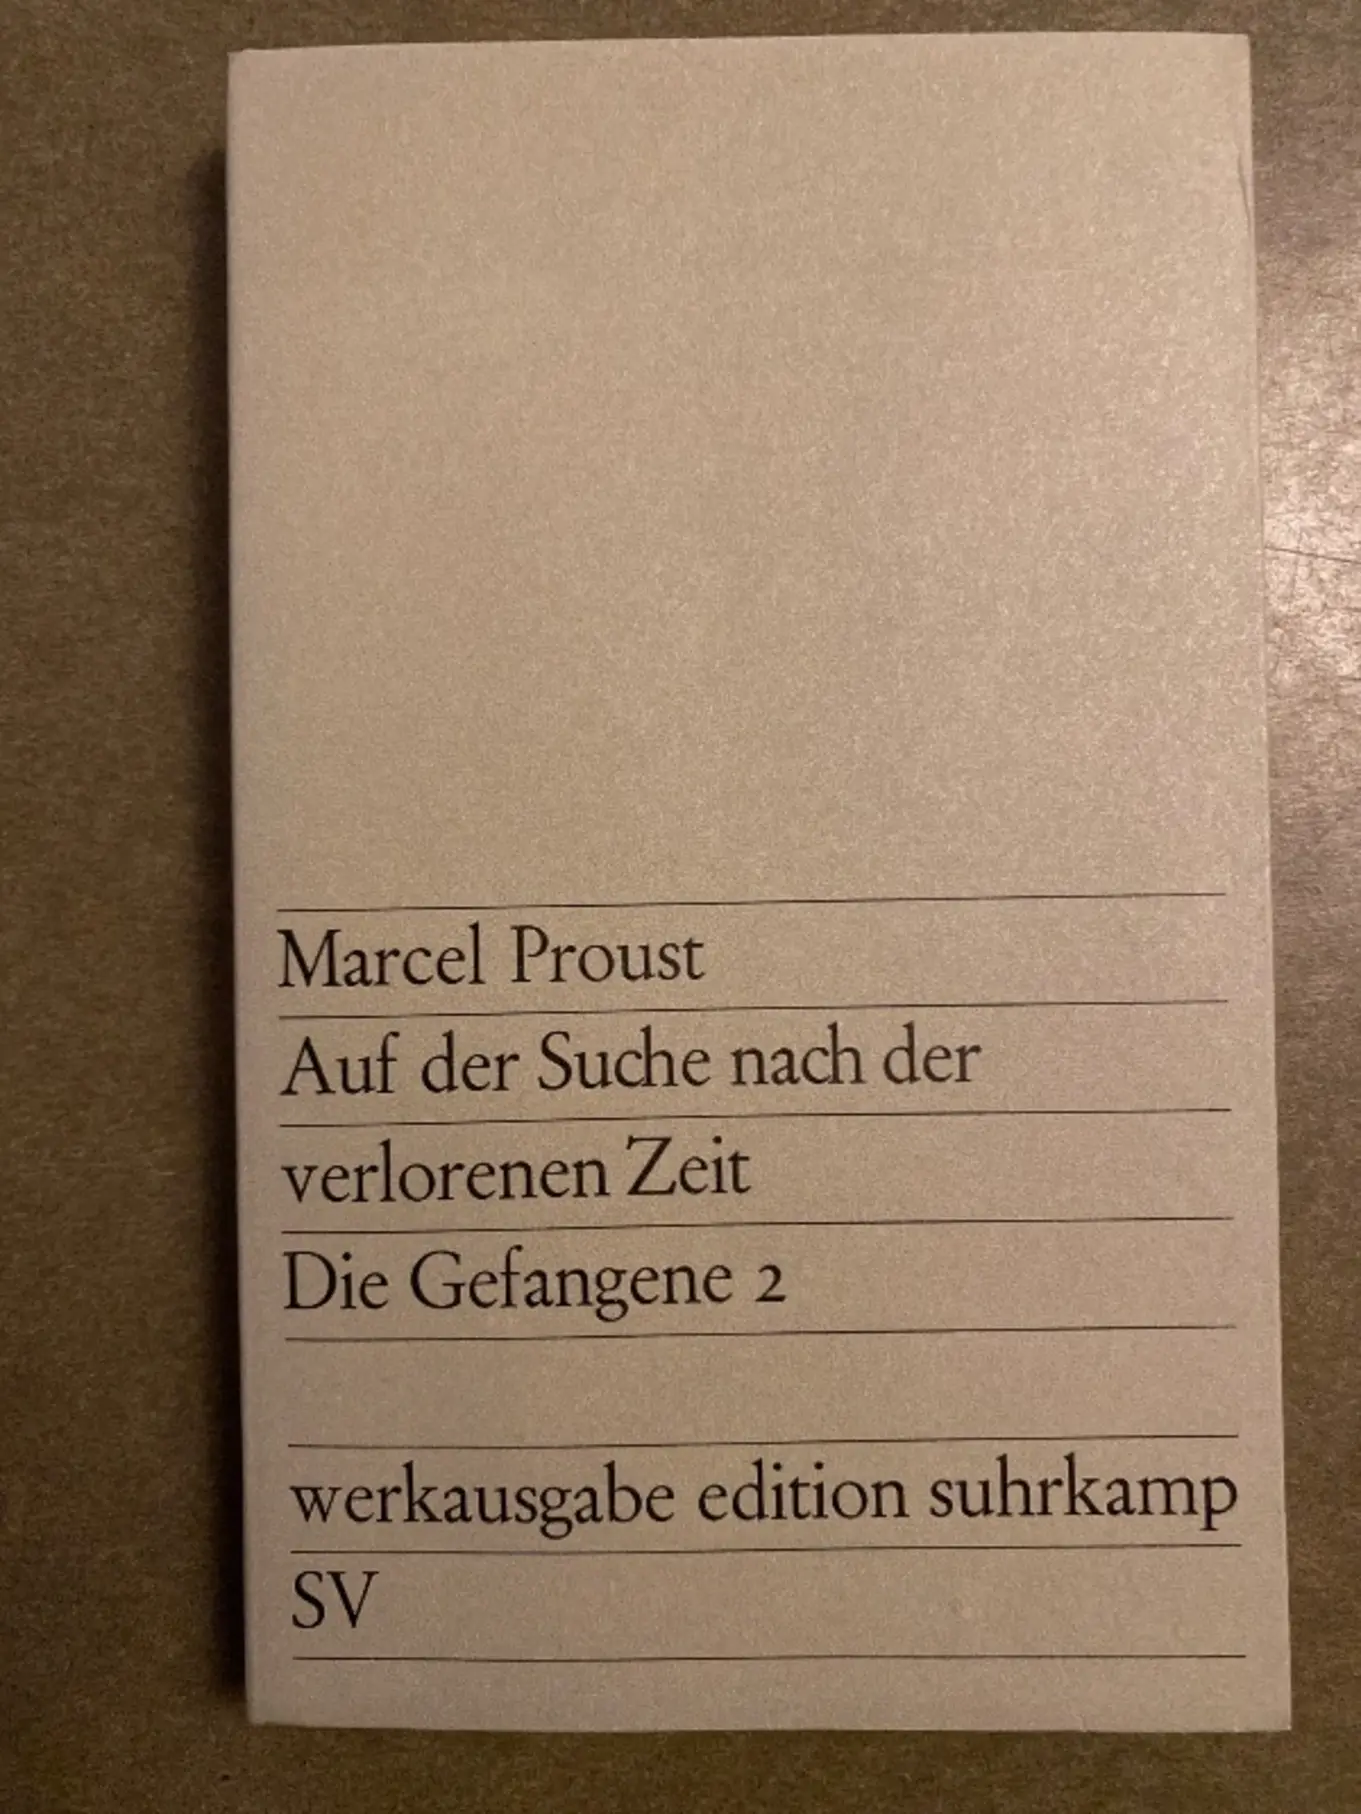 Marcel Proust
Auf der Suche nach der
verlorenen Zeit
Die Gefangene 2
werkausgabe edition suhrkamp
SV